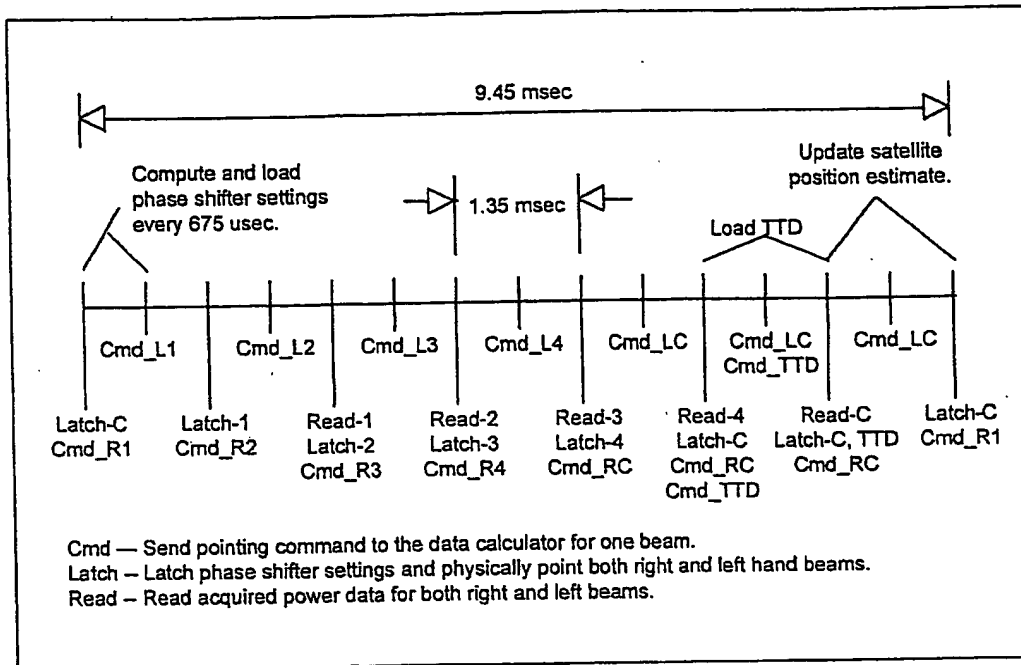 9.45 msec
Compute and load
phase shifter settings
every 675 usec.
1.35 msec
Update satellite
position estimate.
Load TTD
Cmd_L1
Cmd_L2
Cmd_L3
Cmd_L4
Cmd_LC
Cmd_LC
Cmd_TTD
Cmd_LC
Latch-C
Cmd_R1
Latch-1
Cmd_R2
Read-1
Latch-2
Cmd_R3
Read-2
Latch-3
Cmd_R4
Read-3
Latch-4
Cmd_RC
Read-4
Latch-C
Cmd_RC
Cmd_TTD
Read-C
Latch-C, TTD
Cmd_RC
Latch-C
Cmd_R1
Cmd — Send pointing command to the data calculator for one beam.
Latch – Latch phase shifter settings and physically point both right and left hand beams.
Read – Read acquired power data for both right and left beams.